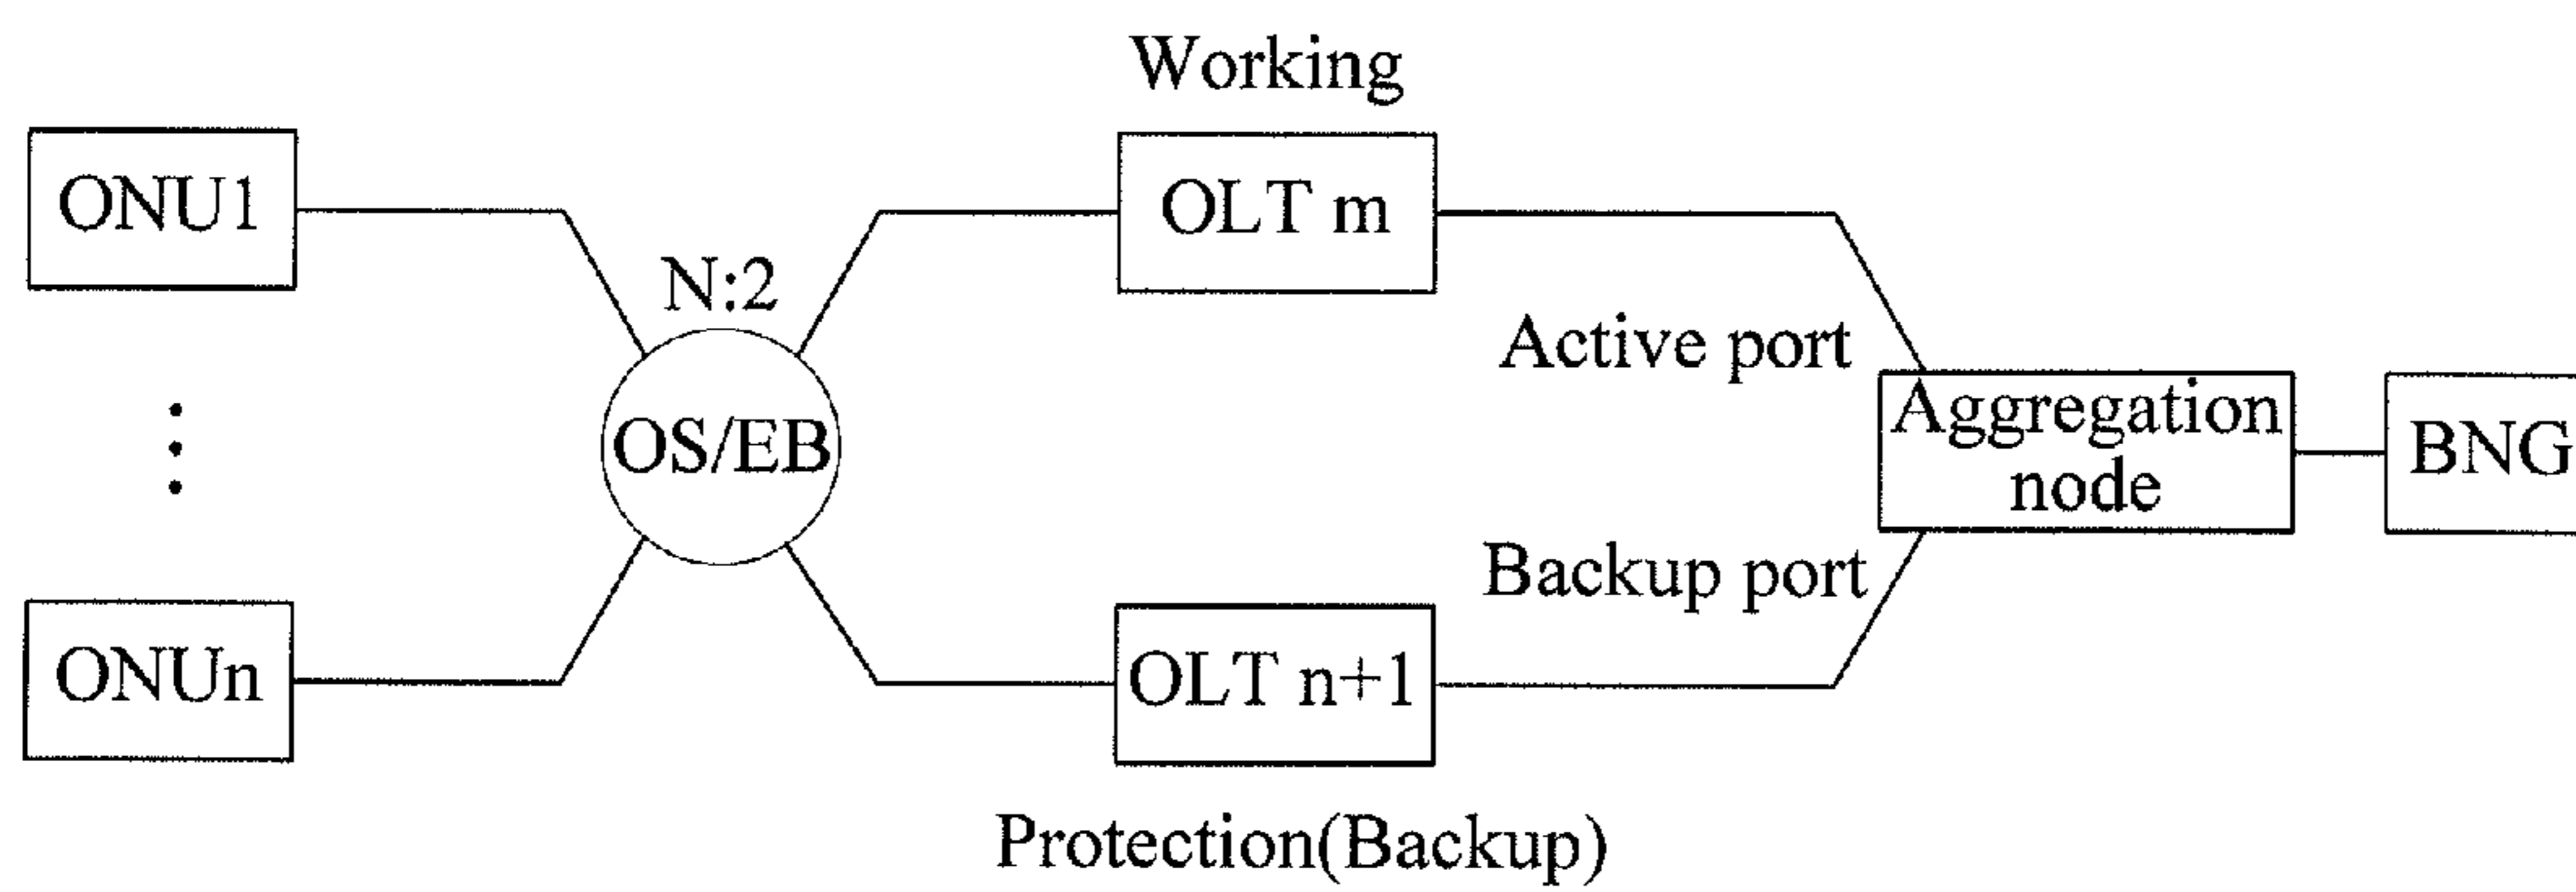 Working
ONU1
OLT m
N:2
Active port
OS/EB
Aggregation
node
BNG
Backup port
ONUn
OLT n+1
Protection(Backup)